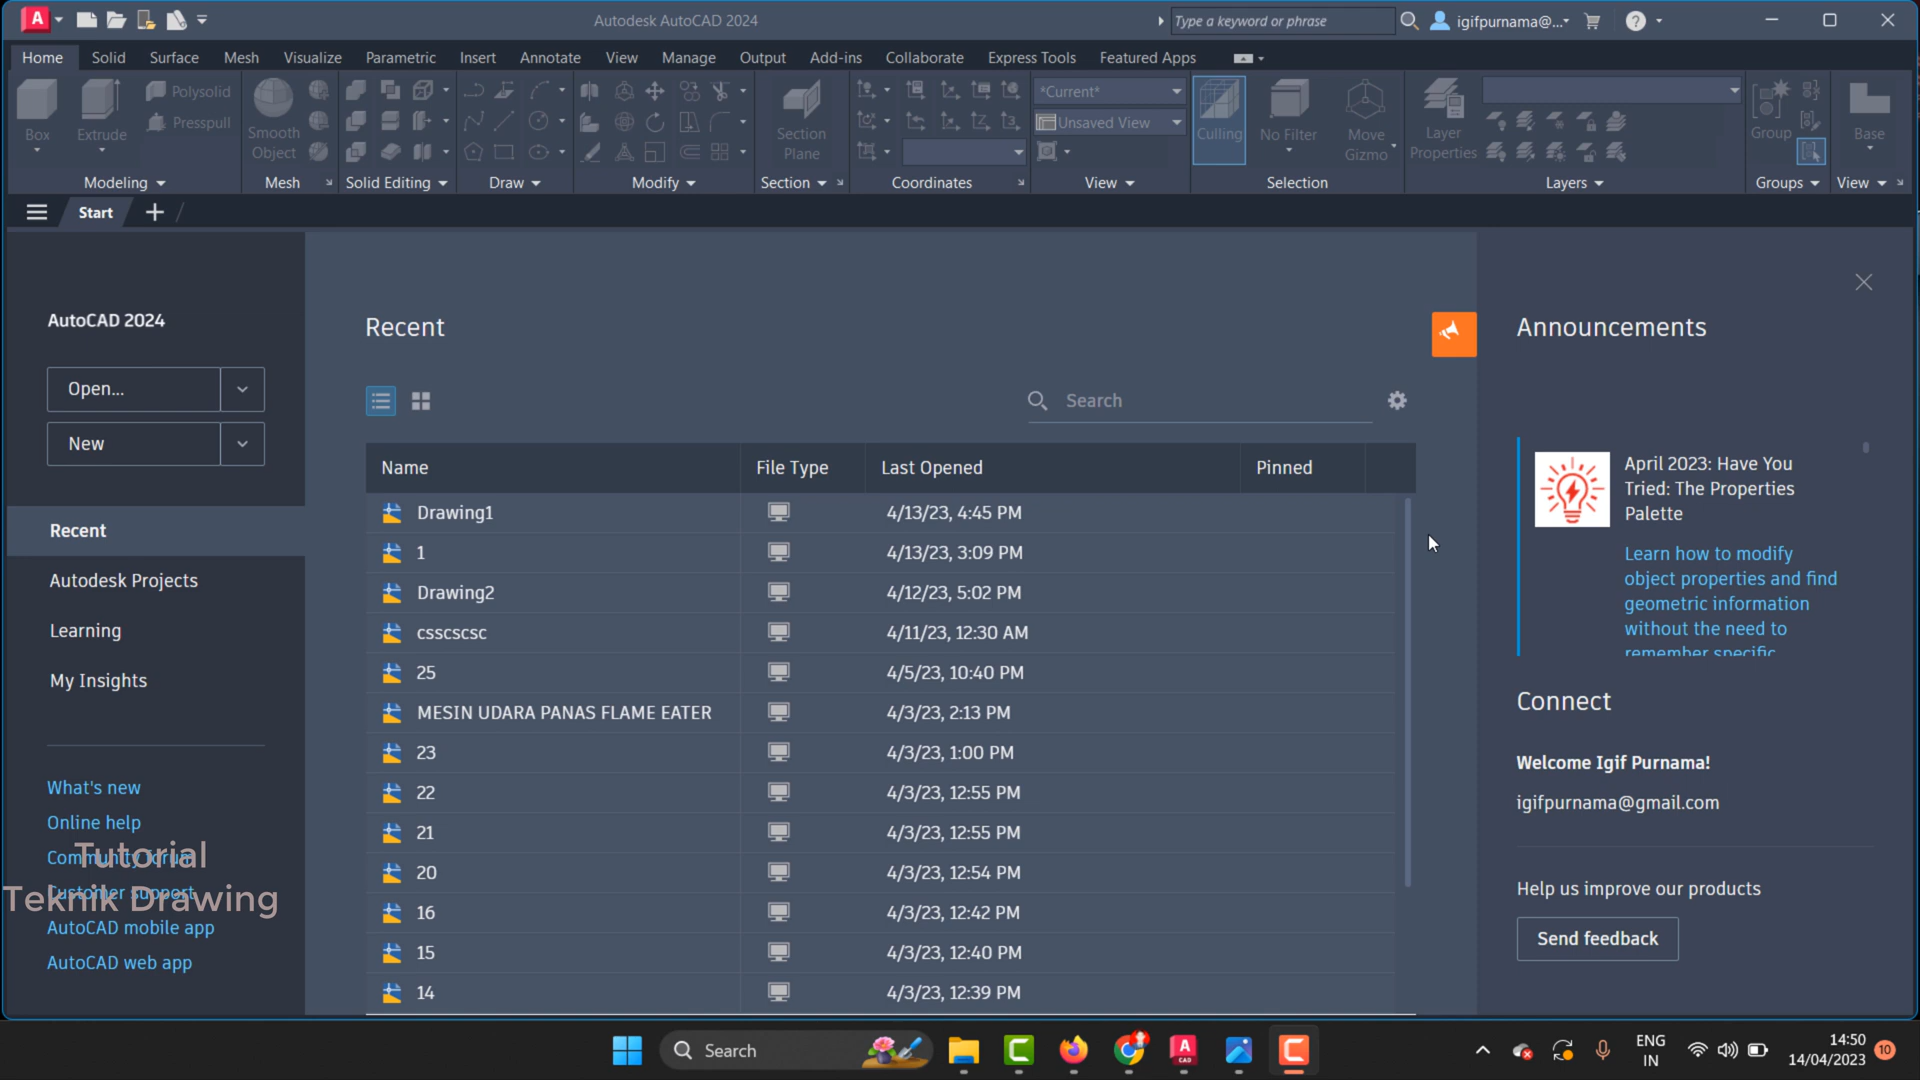 Autodesk AutoCAD 2024
Type a keyword or phrase
igifpurnama@...
Home Solid Surface Mesh Visualize Parametric Insert Annotate View Manage Output Add-ins Collaborate Express Tools Featured Apps
Box
Extrude
Polysolid
Presspull
Smooth
Object
Section
Plane
*Current*
Unsaved View
Culling
No Filter
Move
Gizmo
Layer
Properties
Group
Base
Modeling
Mesh
Solid Editing
Draw
Modify
Section
Coordinates
View
Selection
Layers
Groups
View
Start
AutoCAD 2024
Open...
New
Recent
Autodesk Projects
Learning
My Insights
What's new
Online help
Community forum
Customer support
AutoCAD mobile app
AutoCAD web app
Tutorial
Teknik Drawing
Recent
Search
Name File Type Last Opened Pinned
Drawing1 4/13/23, 4:45 PM
1 4/13/23, 3:09 PM
Drawing2 4/12/23, 5:02 PM
csscscsc 4/11/23, 12:30 AM
25 4/5/23, 10:40 PM
MESIN UDARA PANAS FLAME EATER 4/3/23, 2:13 PM
23 4/3/23, 1:00 PM
22 4/3/23, 12:55 PM
21 4/3/23, 12:55 PM
20 4/3/23, 12:54 PM
16 4/3/23, 12:42 PM
15 4/3/23, 12:40 PM
14 4/3/23, 12:39 PM
Announcements
April 2023: Have You
Tried: The Properties
Palette
Learn how to modify
object properties and find
geometric information
without the need to
remember specific
Connect
Welcome Igif Purnama!
igifpurnama@gmail.com
Help us improve our products
Send feedback
Search
ENG
IN
14:50
14/04/2023
10